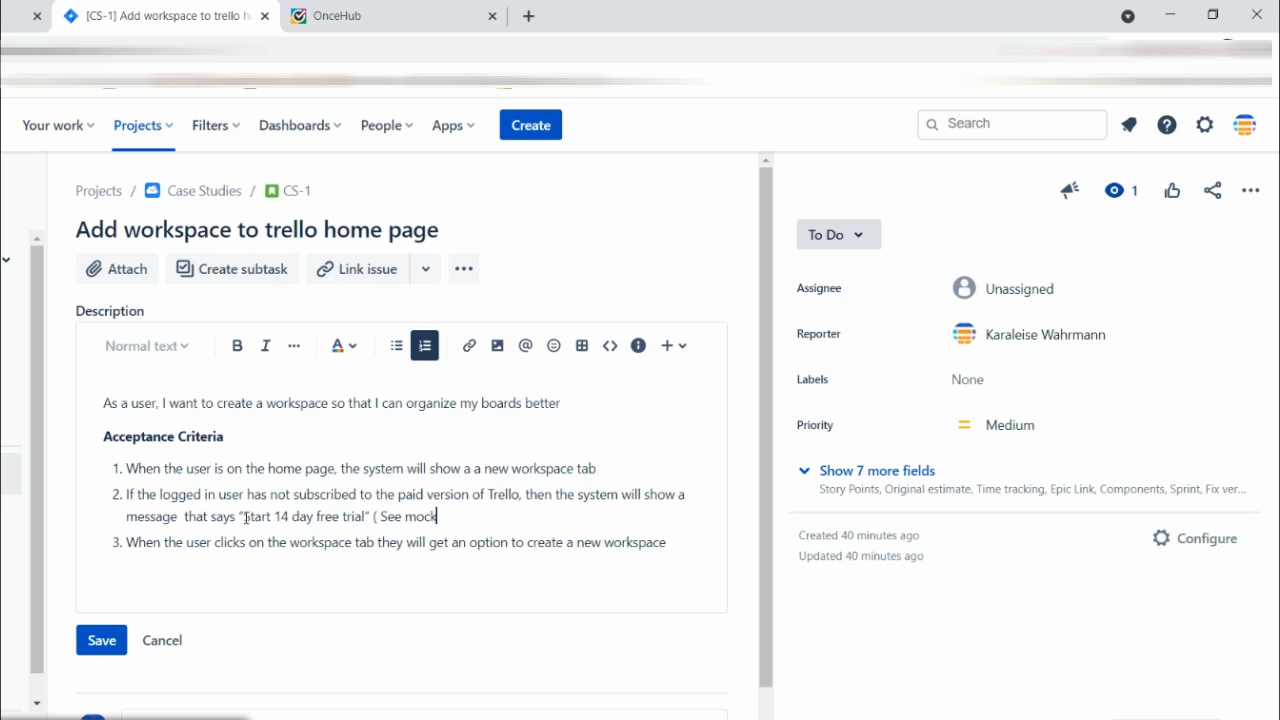 [CS-1] Add workspace to trello h
OnceHub
Your work Projects Filters Dashboards People Apps Create Search
Projects / Case Studies / CS-1
1
Add workspace to trello home page
To Do
Attach Create subtask Link issue
Assignee Unassigned
Description
Reporter Karaleise Wahrmann
Normal text B I A
Labels None
As a user, I want to create a workspace so that I can organize my boards better
Priority Medium
Acceptance Criteria
1. When the user is on the home page, the system will show a a new workspace tab
Show 7 more fields
Story Points, Original estimate, Time tracking, Epic Link, Components, Sprint, Fix ver...
2. If the logged in user has not subscribed to the paid version of Trello, then the system will show a
message that says "Start 14 day free trial" ( See mock
3. When the user clicks on the workspace tab they will get an option to create a new workspace
Created 40 minutes ago
Configure
Updated 40 minutes ago
Save Cancel